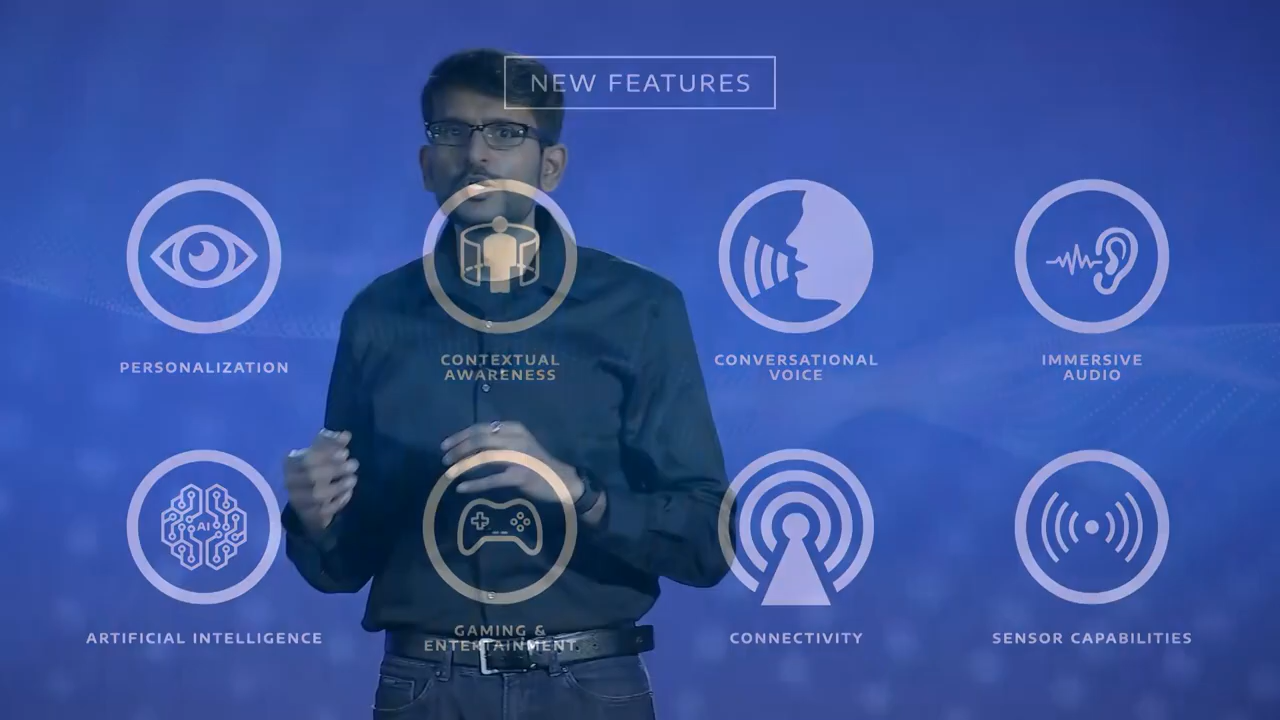 NEW FEATURES
PERSONALIZATION
CONTEXTUAL
AWARENESS
CONVERSATIONAL
VOICE
IMMERSIVE
AUDIO
AI
ARTIFICIAL INTELLIGENCE
GAMING &
ENTERTAINMENT
CONNECTIVITY
SENSOR CAPABILITIES